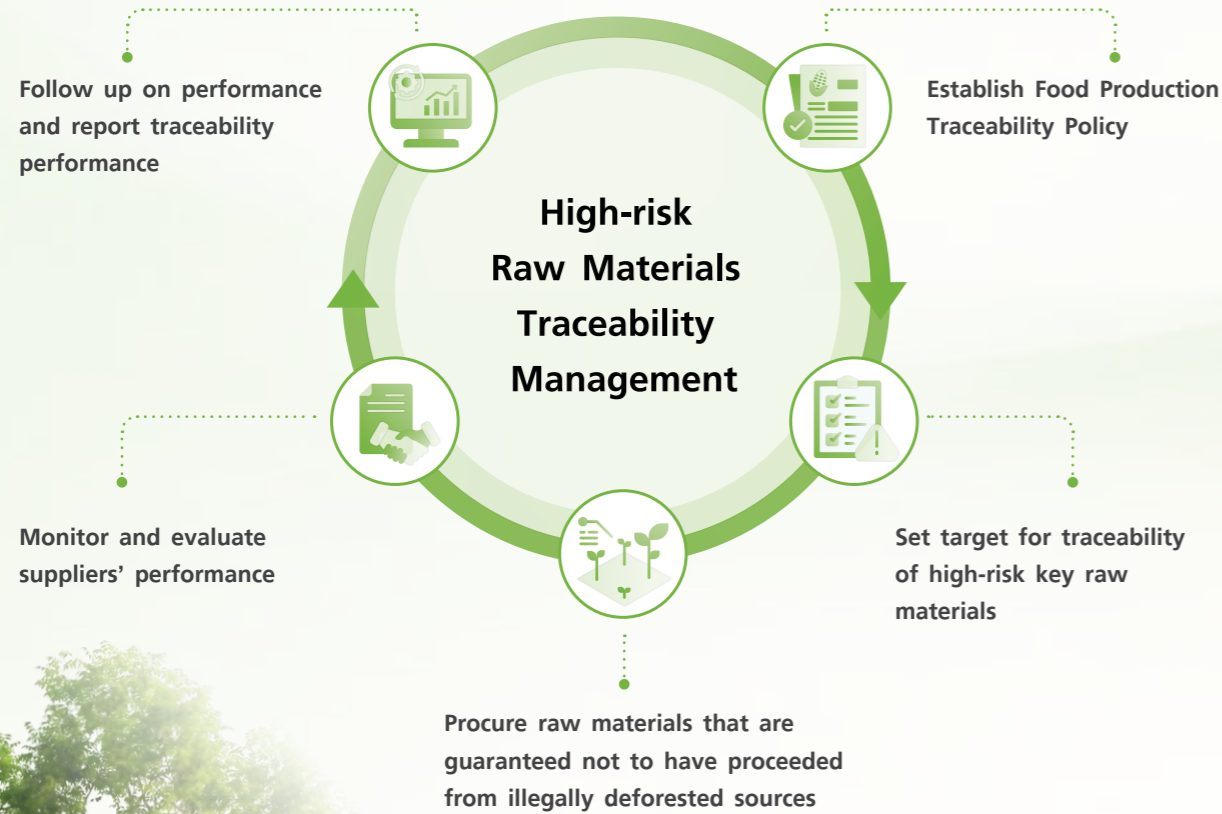 High-risk
Raw Materials
Traceability
Management
Establish Food Production
Traceability Policy
Set target for traceability
of high-risk key raw
materials
Procure raw materials that are
guaranteed not to have proceeded
from illegally deforested sources
Monitor and evaluate
suppliers’ performance
Follow up on performance
and report traceability
performance